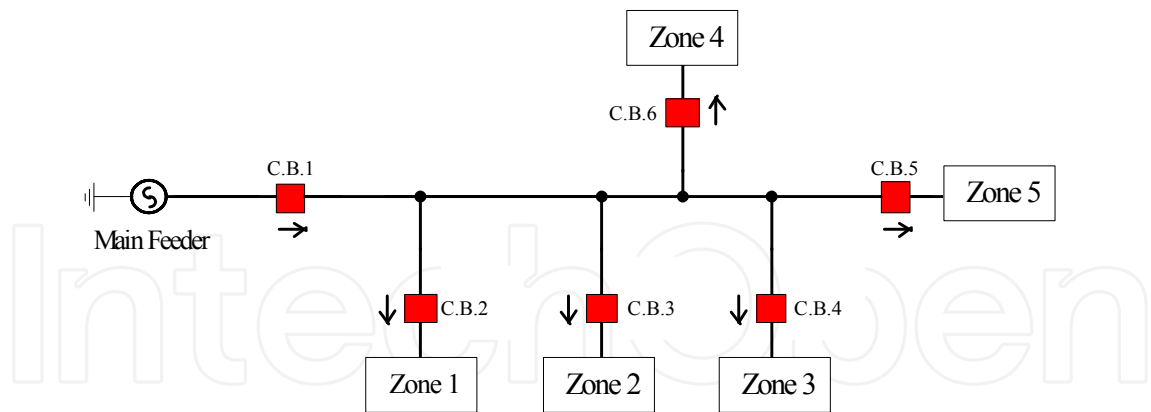 Zone 4
C.B.6
C.B.1
C.B.5
Zone 5
Main Feeder
C.B.2
C.B.3
C.B.4
Zone 1
Zone 2
Zone 3
IntechOpen